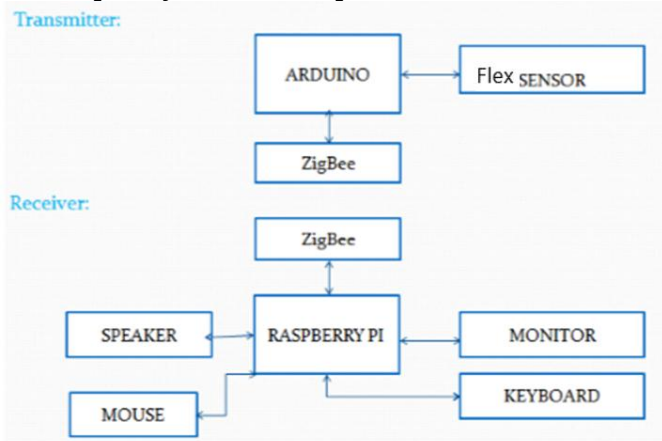 Transmitter:
ARDUINO
Flex SENSOR
ZigBee
Receiver:
ZigBee
SPEAKER
RASPBERRY PI
MONITOR
MOUSE
KEYBOARD